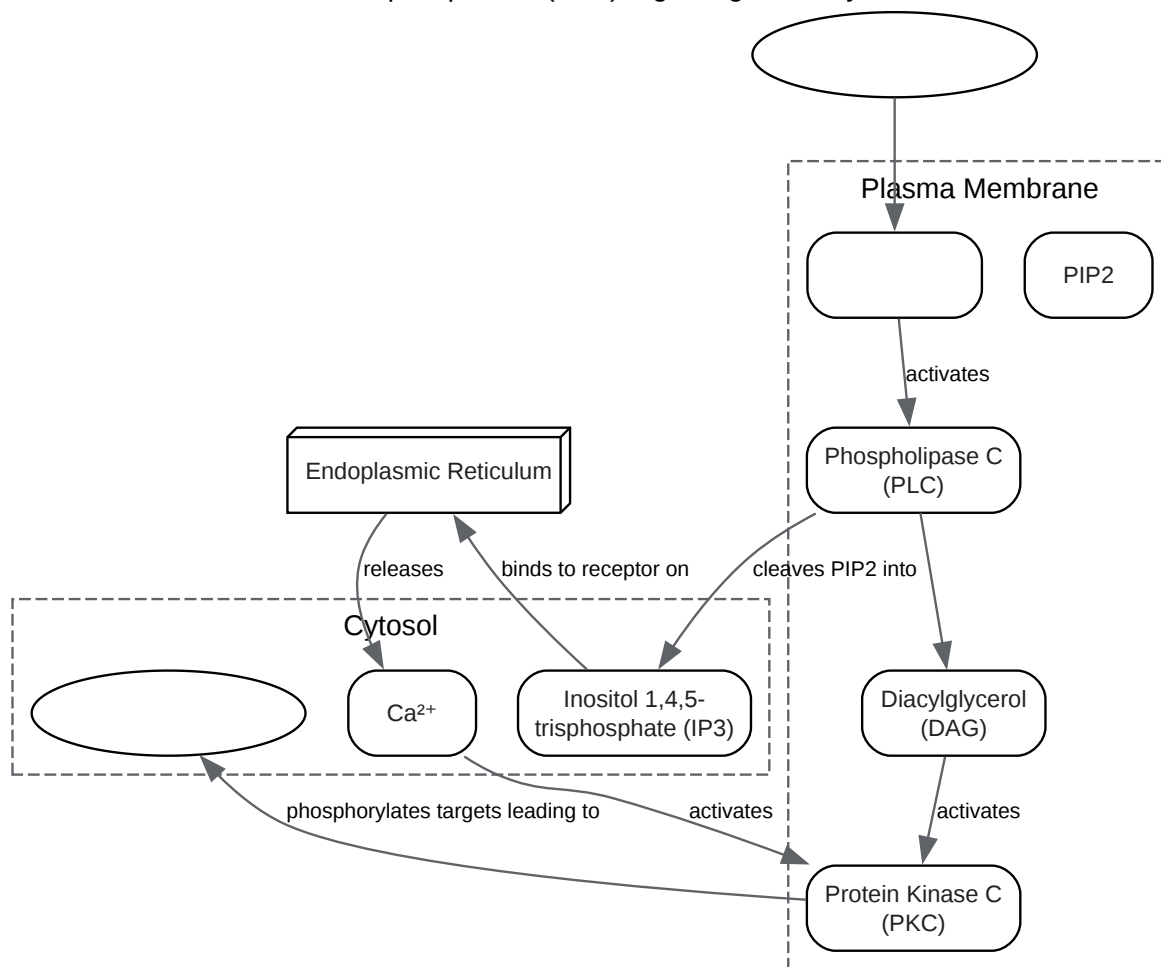 Plasma Membrane
PIP2
activates
Phospholipase C
(PLC)
Endoplasmic Reticulum
releases
binds to receptor on
cleaves PIP2 into
Cytosol
Ca²⁺
Inositol 1,4,5-
trisphosphate (IP3)
Diacylglycerol
(DAG)
phosphorylates targets leading to
activates
activates
Protein Kinase C
(PKC)